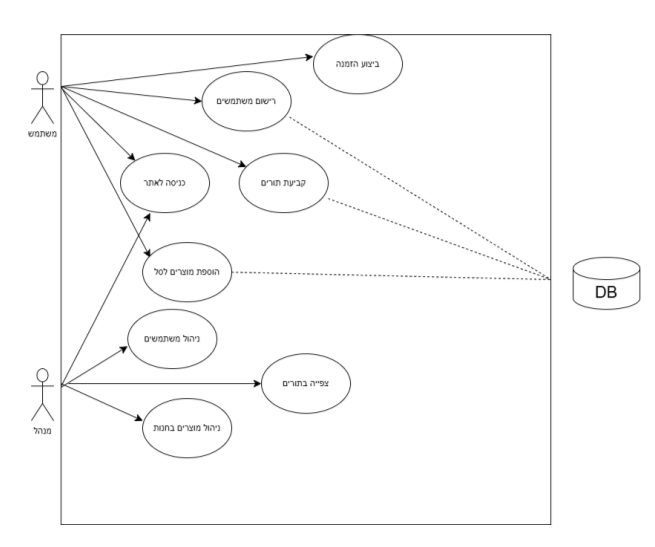 ביצוע הזמנה
רישום משתמשים
משתמש
כניסה לאתר
קביעת תורים
הוספת מוצרים לסל
DB
ניהול משתמשים
צפייה בתורים
מנהל
ניהול מוצרים בחנות